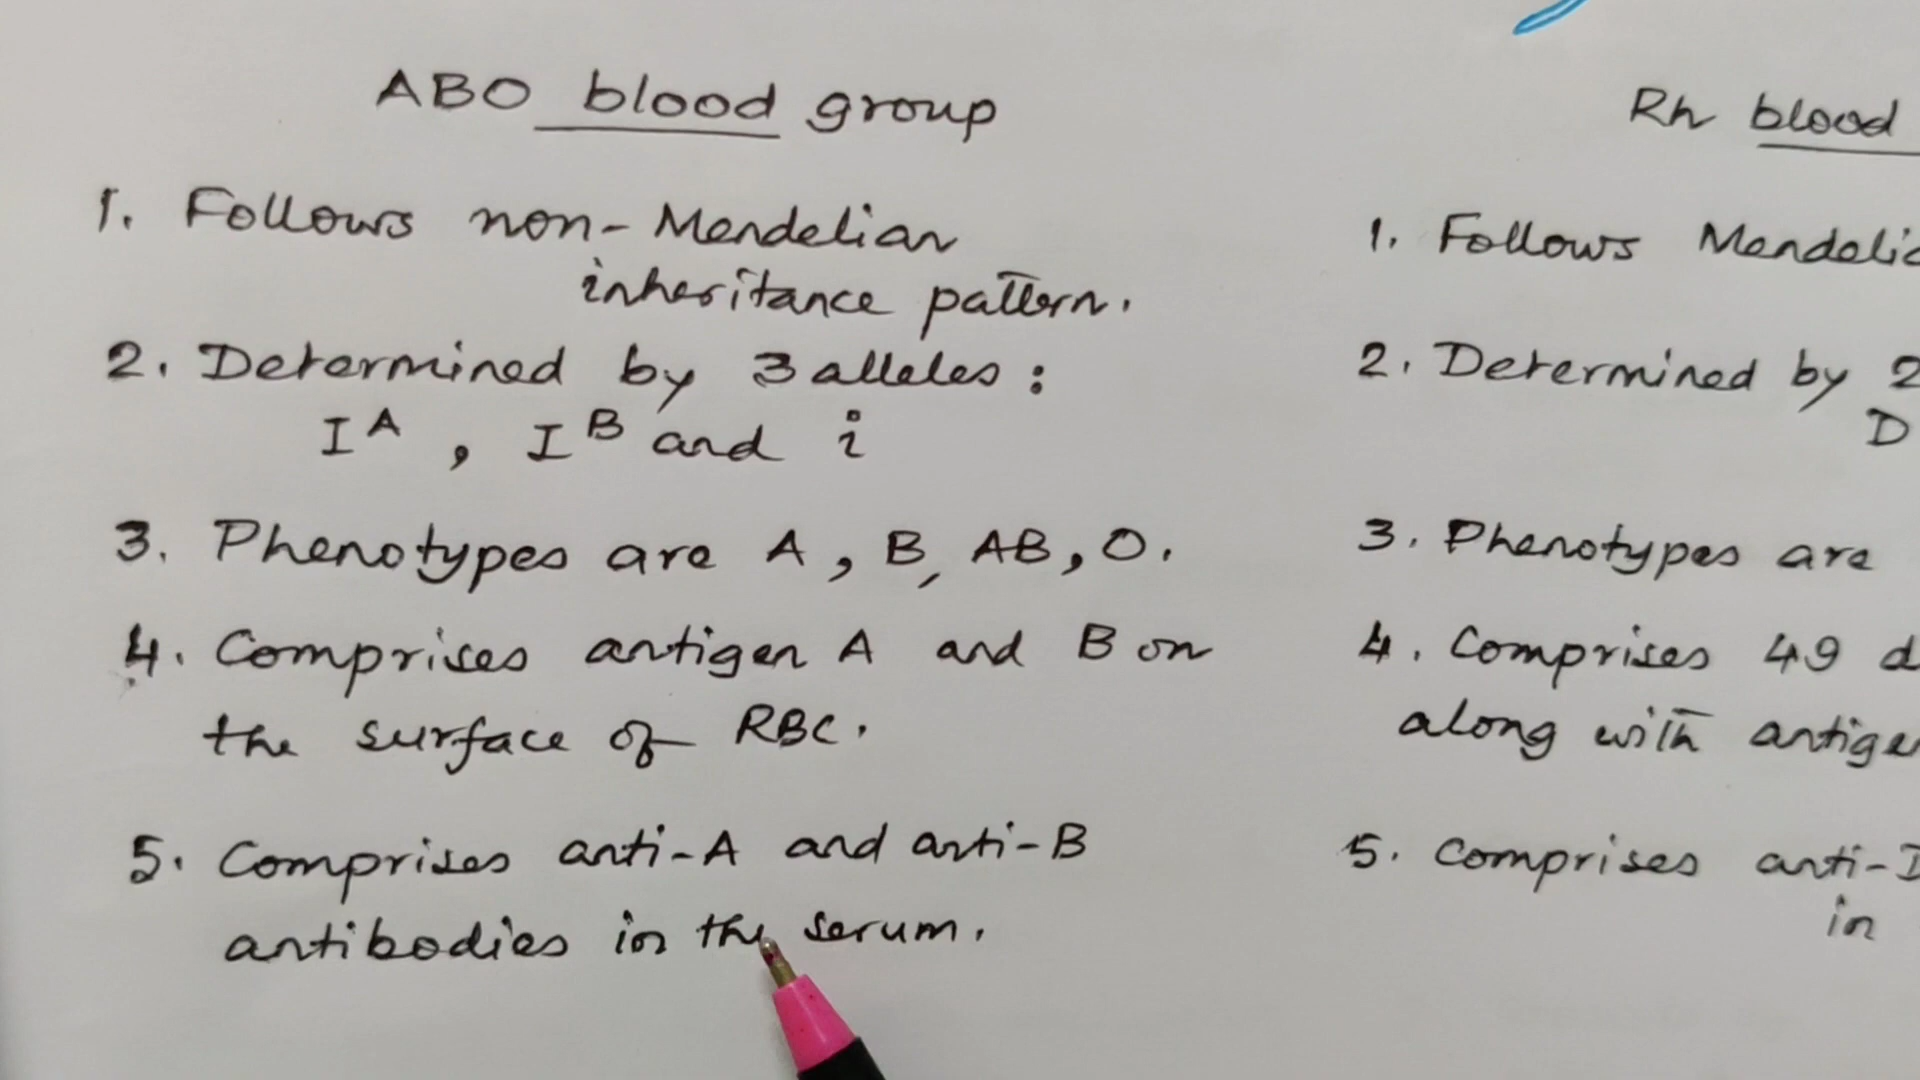 ABO blood group
1. Follows non-Mendelian
inheritance pattern.
2. Determined by 3 alleles:
I^A, I^B and i
3. Phenotypes are A, B, AB, O.
4. Comprises antigen A and B on
the surface of RBC.
5. Comprises anti-A and anti-B
antibodies in the serum.
Rh blood
1. Follows
2. Determined by 2
D
3. Phenotypes are
4. Comprises 49
along with
5. Comprises
in